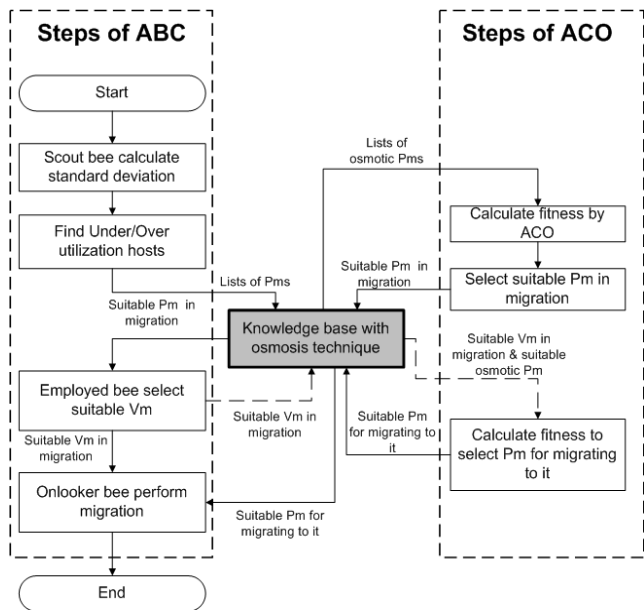 Steps of ABC
Start
Scout bee calculate
standard deviation
Find Under/Over
utilization hosts
Lists of Pms
Suitable Pm in
migration
Employed bee select
suitable Vm
Suitable Vm in
migration
Onlooker bee perform
migration
End
Knowledge base with
osmosis technique
Suitable Vm in
migration
Suitable Pm for
migrating to it
Steps of ACO
Lists of
osmotic Pms
Calculate fitness by
ACO
Suitable Pm in
migration
Select suitable Pm in
migration
Suitable Vm in
migration & suitable
osmotic Pm
Suitable Pm
for migrating to
it
Calculate fitness to
select Pm for migrating
to it